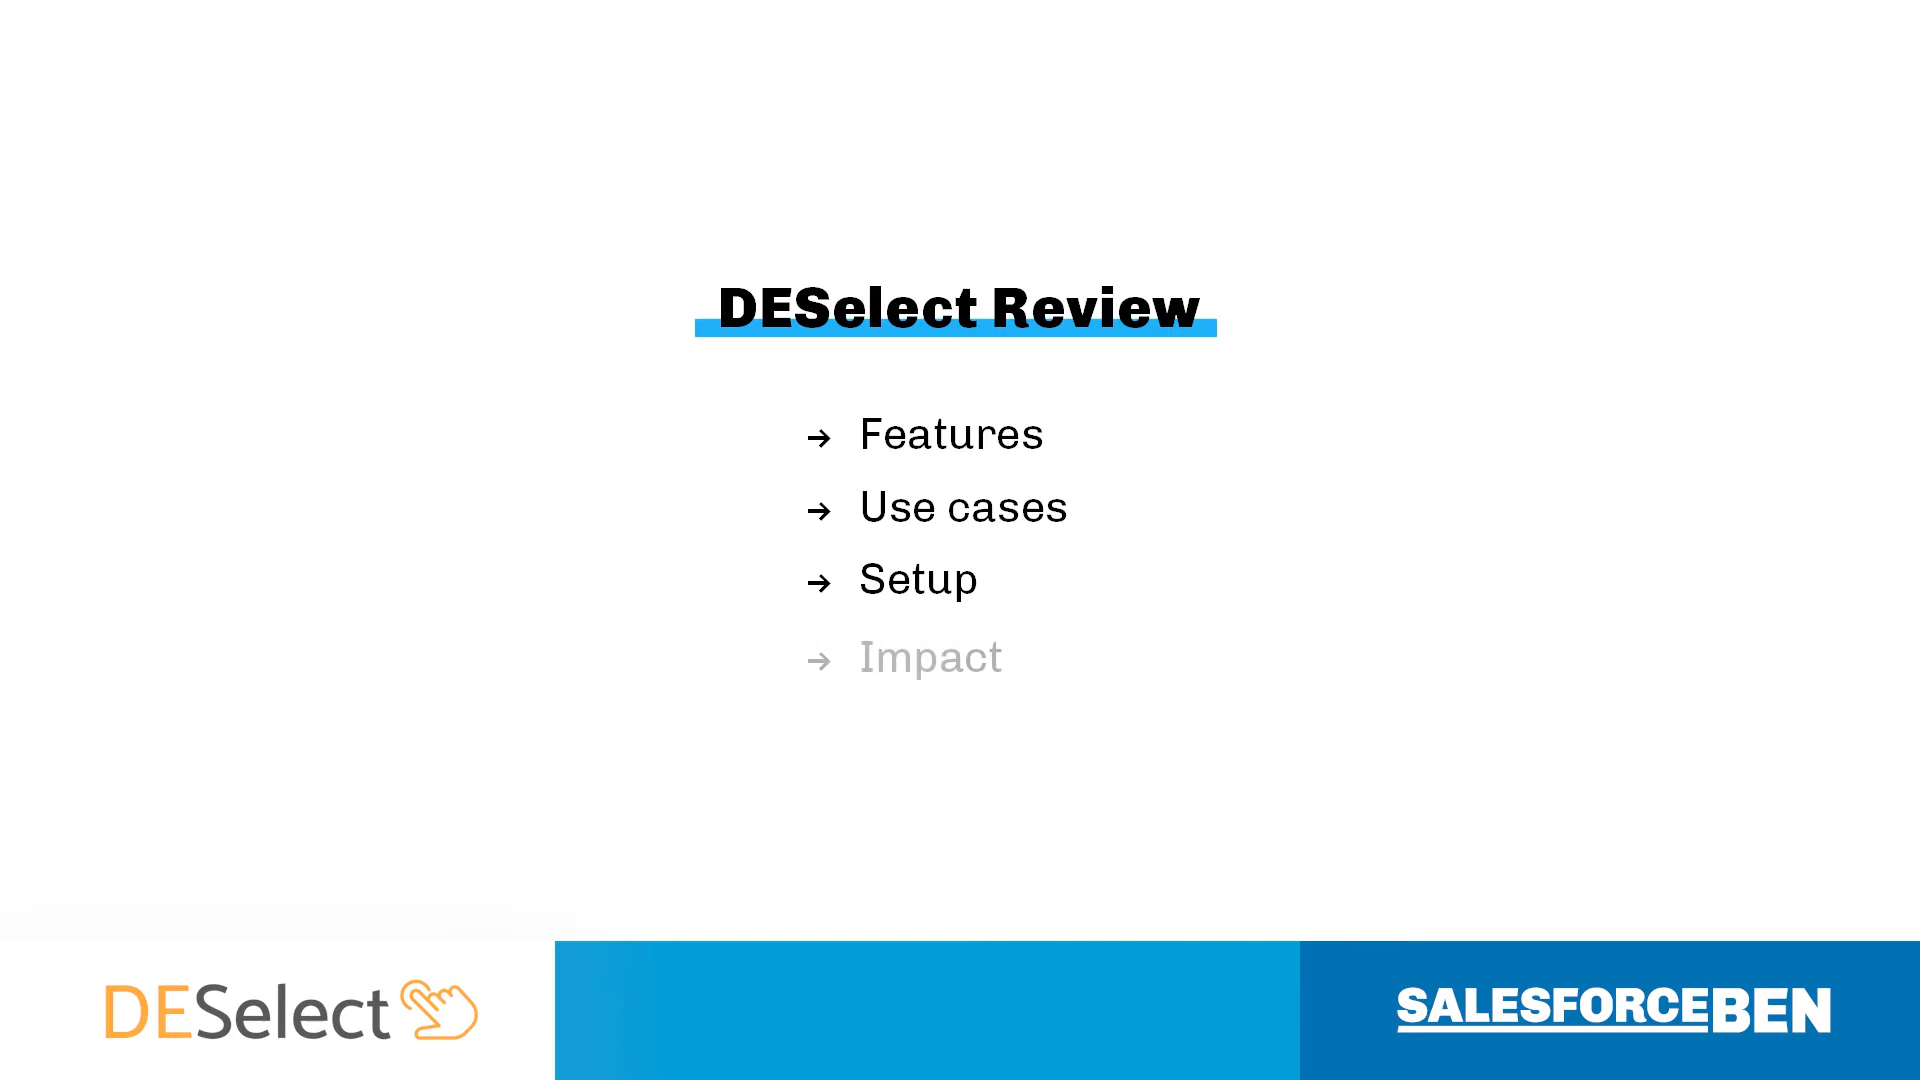 DESelect Review
→ Features
→ Use cases
→ Setup
→ Impact
DESelect
SALESFORCEBEN